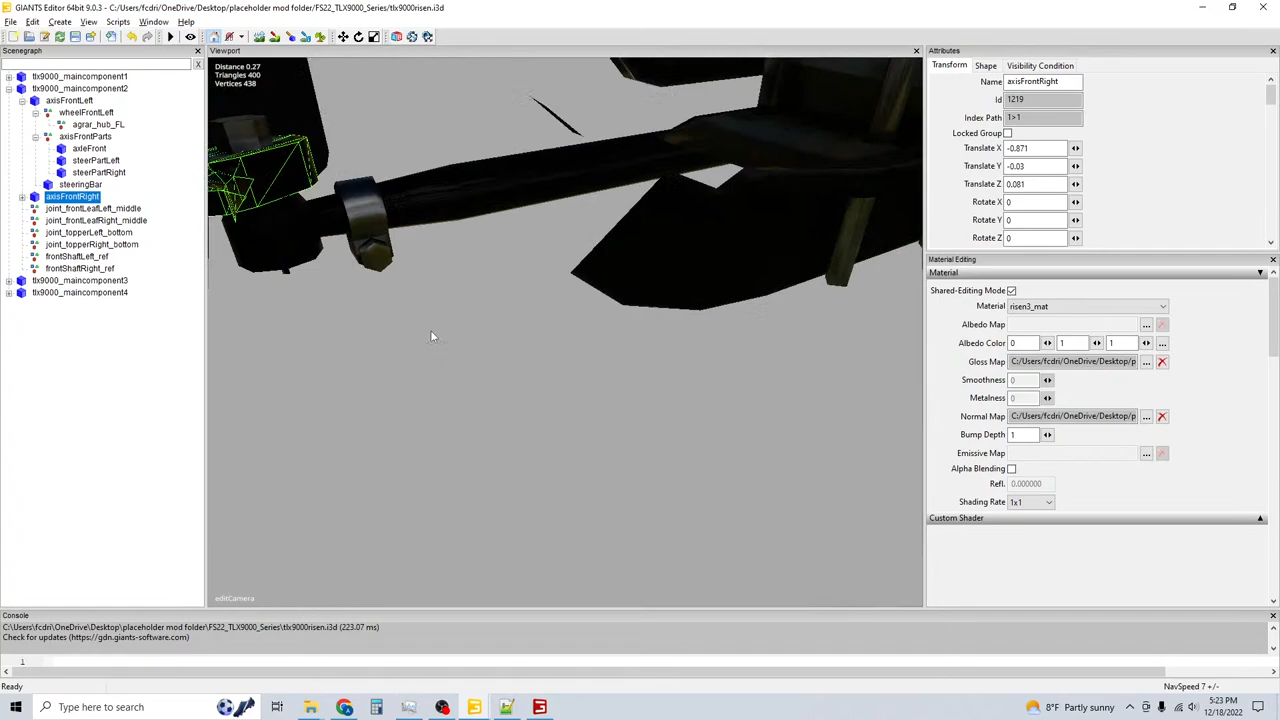 GIANTS Editor 64bit 9.0.3 - C:/Users/fcdri/OneDrive/Desktop/placeholder mod folder/FS22_TLX9000_Series/tlx9000risen.i3d
File Edit Create View Scripts Window Help
Scenegraph
X
tlx9000_maincomponent1
tlx9000_maincomponent2
axisFrontLeft
wheelFrontLeft
agrar_hub_FL
axisFrontParts
axleFront
steerPartLeft
steerPartRight
steeringBar
axisFrontRight
joint_frontLeafLeft_middle
joint_frontLeafRight_middle
joint_topperLeft_bottom
joint_topperRight_bottom
frontShaftLeft_ref
frontShaftRight_ref
tlx9000_maincomponent3
tlx9000_maincomponent4
Viewport
Distance 0.27
Triangles 400
Vertices 438
editCamera
Attributes
Transform Shape Visibility Condition
Name axisFrontRight
Id 1219
Index Path 1>1
Locked Group
Translate X -0.871
Translate Y -0.03
Translate Z 0.081
Rotate X 0
Rotate Y 0
Rotate Z 0
Material Editing
Material
Shared-Editing Mode
Material risen3_mat
Albedo Map ...
Albedo Color 0 1 1 ...
Gloss Map C:/Users/fcdri/OneDrive/Desktop/p ...
Smoothness 0
Metalness 0
Normal Map C:/Users/fcdri/OneDrive/Desktop/p ...
Bump Depth 1
Emissive Map ...
Alpha Blending
Refl. 0.000000
Shading Rate 1x1
Custom Shader
Console
C:/Users/fcdri/OneDrive/Desktop/placeholder mod folder\FS22_TLX9000_Series\tlx9000risen.i3d (223.07 ms)
Check for updates (https://gdn.giants-software.com)
1
Ready
NavSpeed 7 +/-
Type here to search
8°F Partly sunny
5:23 PM
12/18/2022